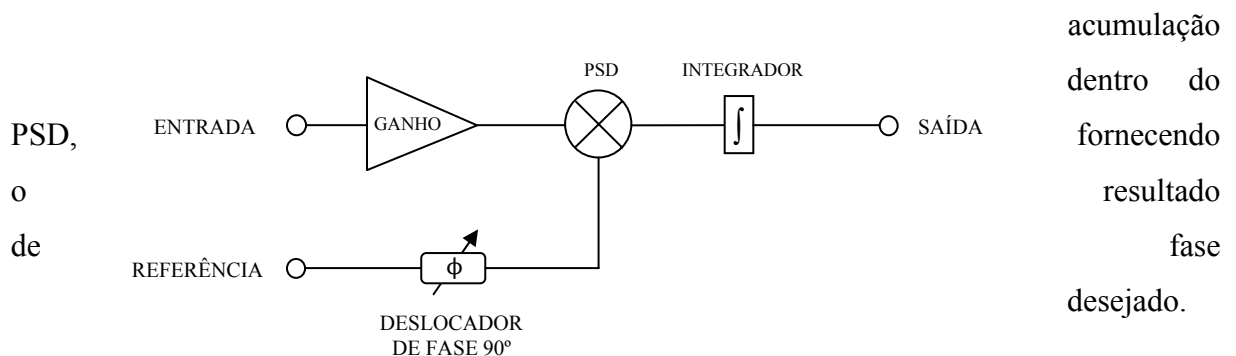 acumulação
dentro do
PSD, fornecendo
o resultado
de fase
desejado.
PSD
INTEGRADOR
ENTRADA
GANHO
∫
SAÍDA
REFERÊNCIA
ϕ
DESLOCADOR
DE FASE 90º